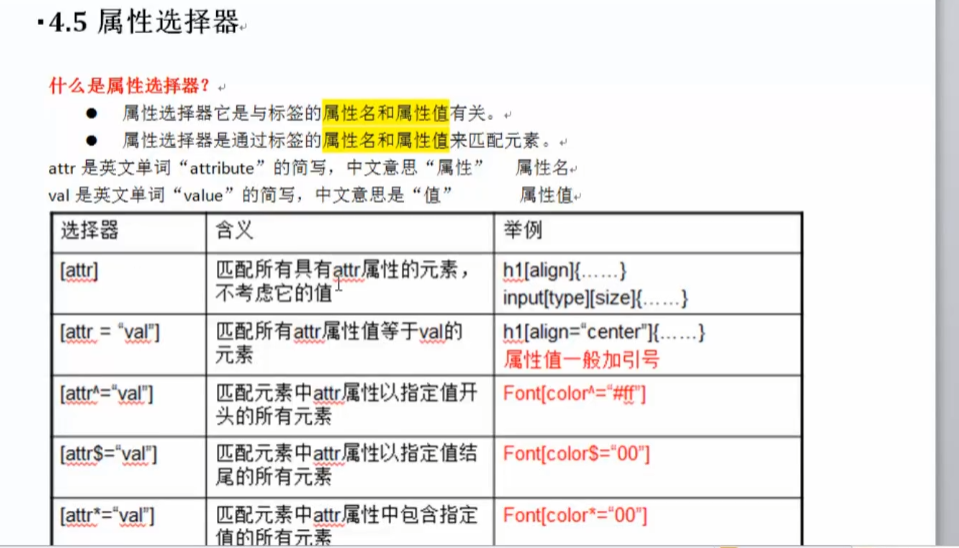 ▪4.5 属性选择器
什么是属性选择器？
● 属性选择器它是与标签的属性名和属性值有关。
● 属性选择器是通过标签的属性名和属性值来匹配元素。
attr 是英文单词“attribute”的简写，中文意思“属性” 属性名
val 是英文单词“value”的简写，中文意思是“值” 属性值
选择器 含义 举例
[attr] 匹配所有具有attr属性的元素， h1[align]{……}
不考虑它的值 input[type][size]{……}
[attr = “val”] 匹配所有attr属性值等于val的 h1[align=“center”]{……}
元素 属性值一般加引号
[attr^=“val”] 匹配元素中attr属性以指定值开 Font[color^=“#ff”]
头的所有元素
[attr$=“val”] 匹配元素中attr属性以指定值结 Font[color$=“00”]
尾的所有元素
[attr*=“val”] 匹配元素中attr属性中包含指定 Font[color*=“00”]
值的所有元素